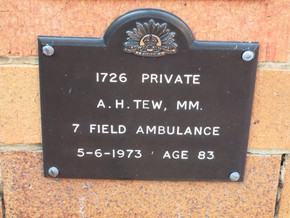 1726 PRIVATE
A.H. TEW, MM.
7 FIELD AMBULANCE
5-6-1973 AGE 83